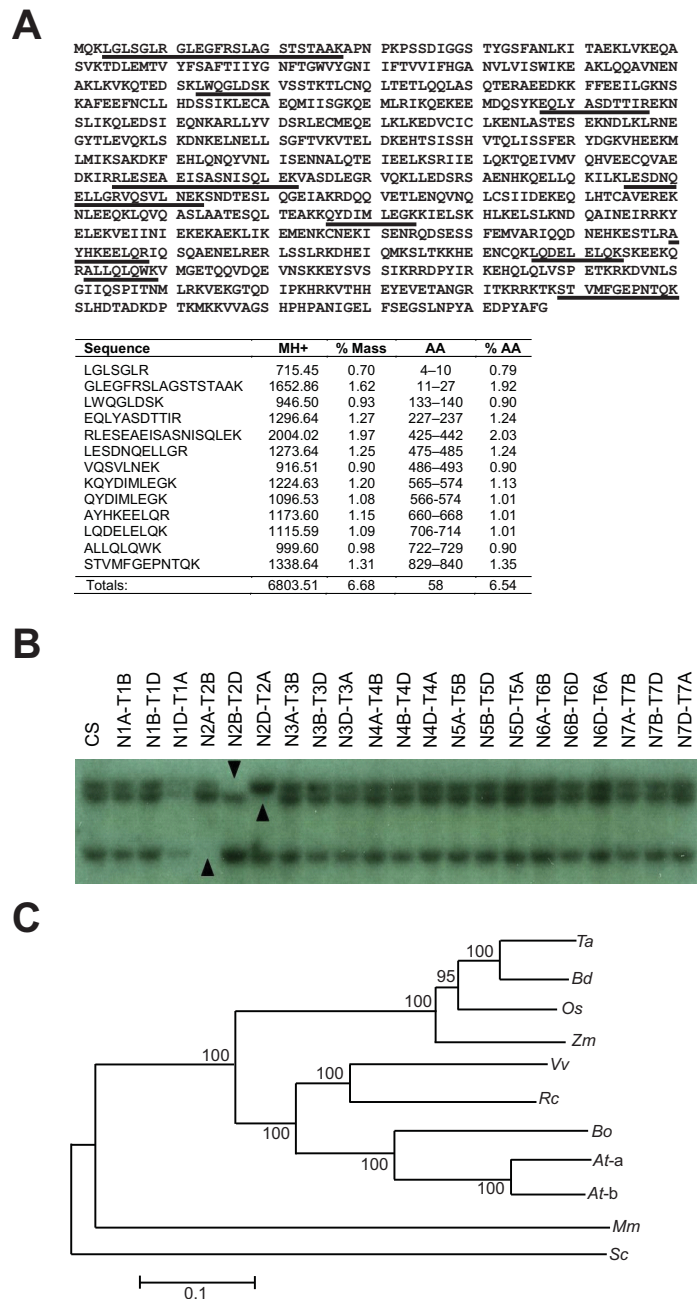 A
MQKLGLSGLR GLEGFRSLAG STSTAAKAPN PKPSSDIGGS TYGSFANLKI TAEKLVKEQA
SVKTDLEMTV YFSAFTIIYG NFTGWVYGNI IFTVVIFHGA NVLVISWIKE AKLQQAVNEN
AKLKVKQTED SKLWQGLDSK VSSTKTLCNQ LTETLQQLAS QTERAEEDKK FFEEILGKNS
KAFEEFNCLL HDSSIKLECA EQMIISGKQE MLRIKQEKEE MDQSYKEQLY ASDTTIREKN
SLIKQLEDSI EQNKARLLYV DSRLECMEQE LKLKEDVCIC LKENLASTES EKNDLKLRNE
GYTLEVQKLS KDNKELNELL SGFTVKVTEL DKEHTSISSH VTQLISSFER YDGKVHEEKM
LMIKSAKDKF EHLQNQYVNL ISENNALQTE IEELKSRIIE LQKTQEIVMV QHVEECQVAE
DKIRRLESEA EISASNISQL EKVASDLEGR VQKLLEDSRS AENHKQELLQ KILKLESDNQ
ELLGRVQSVL NEKSNDTESL QGEIAKRDQQ VETLENQVNQ LCSIIDEKEQ LHTCAVEREK
NLEEQKLQVQ ASLAATESQL TEAKKQYDIM LEGKKIELSK HLKELSLKND QAINEIRRKY
ELEKVEIINI EKEKAEKLIK EMENKCNEKI SENRQDSESS FEMVARIQQD NEHKESTLRA
YHKEELQRIQ SQAENELRER LSSLRKDHEI QMKSLTKKHE ENCQKLQDEL ELQKSKEEKQ
RALLQLQWKV MGETQQVDQE VNSKKEYSVS SIKRRDPYIR KEHQLQLVSP ETKRKDVNLS
GIIQSPITNM LRKVEKGTQD IPKHRKVTHH EYEVETANGR ITKRRKTKST VMFGEPNTQK
SLHDTADKDP TKMKKVVAGS HPHPANIGEL FSEGSLNPYA EDPYAFG
Sequence MH+ % Mass AA % AA
LGLSGLR 715.45 0.70 4–10 0.79
GLEGFRSLAGSTSTAAK 1652.86 1.62 11–27 1.92
LWQGLDSK 946.50 0.93 133–140 0.90
EQLYASDTTIR 1296.64 1.27 227–237 1.24
RLESEAEISASNISQLEK 2004.02 1.97 425–442 2.03
LESDNQELLGR 1273.64 1.25 475–485 1.24
VQSVLNEK 916.51 0.90 486–493 0.90
KQYDIMLEGK 1224.63 1.20 565–574 1.13
QYDIMLEGK 1096.53 1.08 566-574 1.01
AYHKEELQR 1173.60 1.15 660–668 1.01
LQDELELQK 1115.59 1.09 706-714 1.01
ALLQLQWK 999.60 0.98 722–729 0.90
STVMFGEPNTQK 1338.64 1.31 829–840 1.35
Totals: 6803.51 6.68 58 6.54
B
CS
N1A-T1B
N1B-T1D
N1D-T1A
N2A-T2B
N2B-T2D
N2D-T2A
N3A-T3B
N3B-T3D
N3D-T3A
N4A-T4B
N4B-T4D
N4D-T4A
N5A-T5B
N5B-T5D
N5D-T5A
N6A-T6B
N6B-T6D
N6D-T6A
N7A-T7B
N7B-T7D
N7D-T7A
C
Ta
100
95
Bd
100
Os
Zm
100
Vv
100
Rc
100
Bo
At-a
100
100
At-b
Mm
Sc
0.1